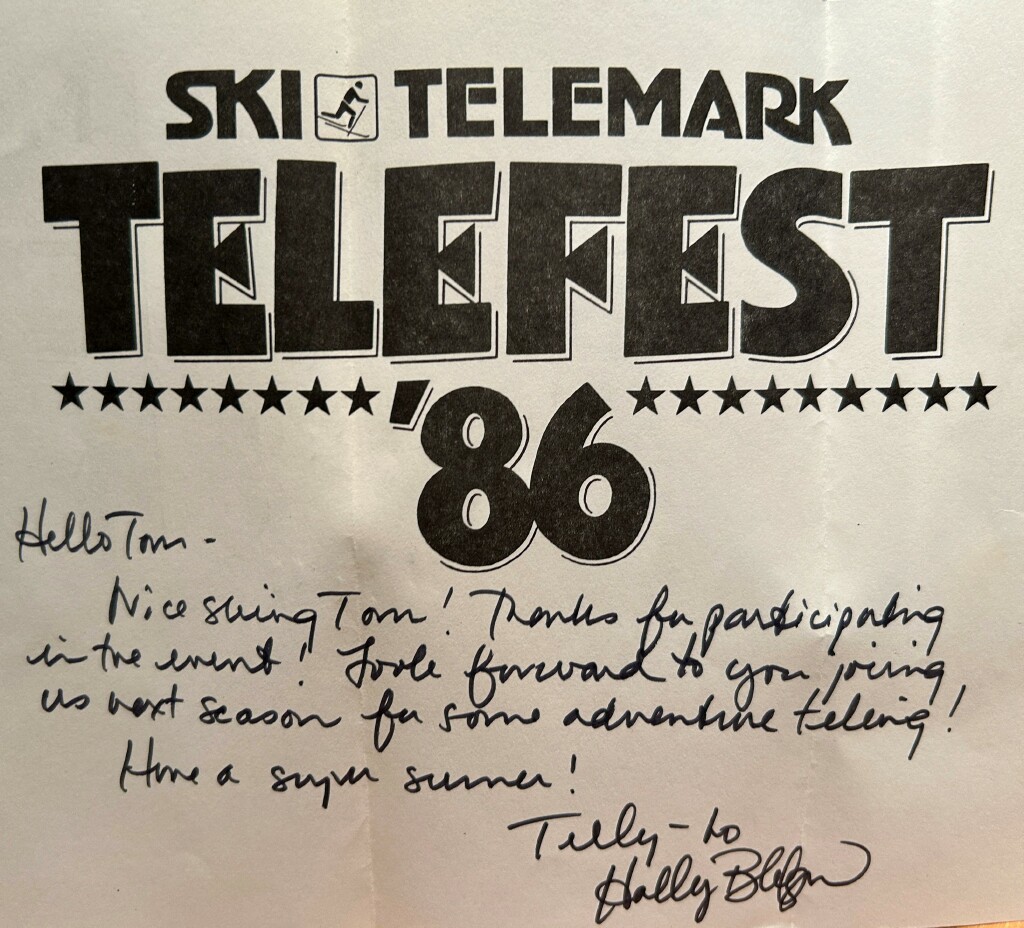 SKI TELEMARK
TELEFEST
'86
Hello Tom -
Nice skiing Tom! Thanks for participating
in the event! Look forward to you joining
us next season for some adventure teleing!
Have a super summer!
Telly-ho
Holly